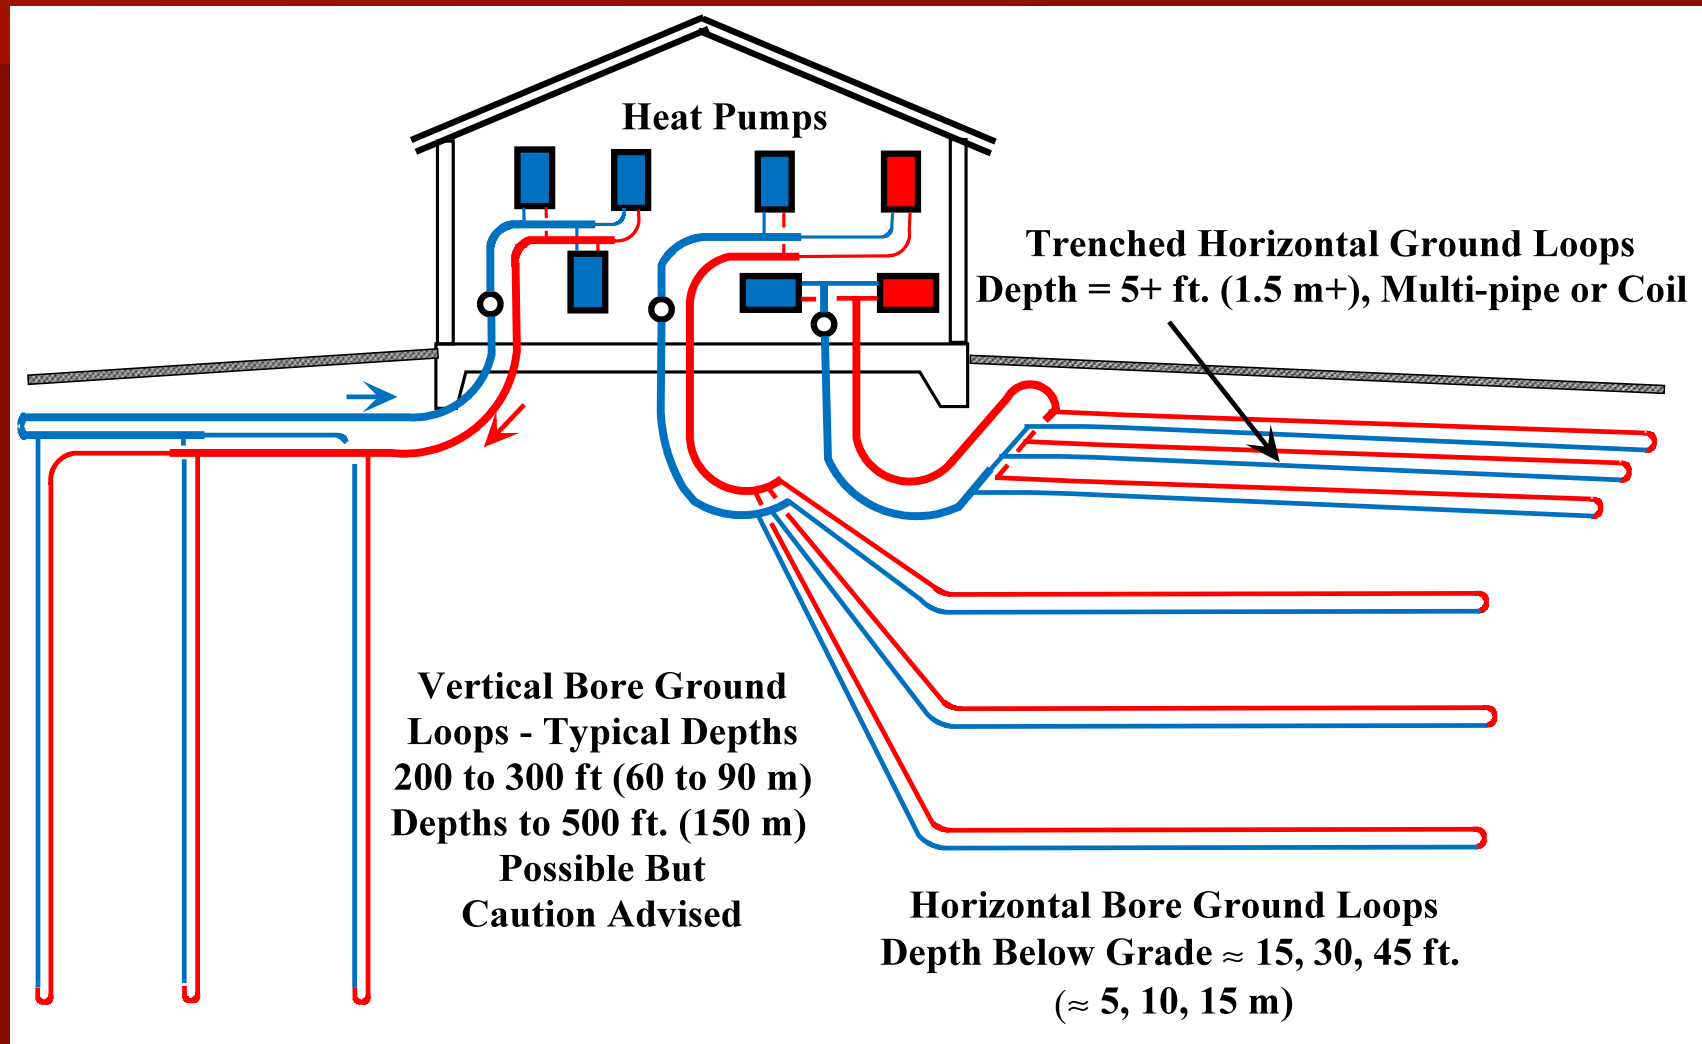 Heat Pumps
Trenched Horizontal Ground Loops
Depth = 5+ ft. (1.5 m+), Multi-pipe or Coil
Vertical Bore Ground
Loops - Typical Depths
200 to 300 ft (60 to 90 m)
Depths to 500 ft. (150 m)
Possible But
Caution Advised
Horizontal Bore Ground Loops
Depth Below Grade ≈ 15, 30, 45 ft.
(≈ 5, 10, 15 m)